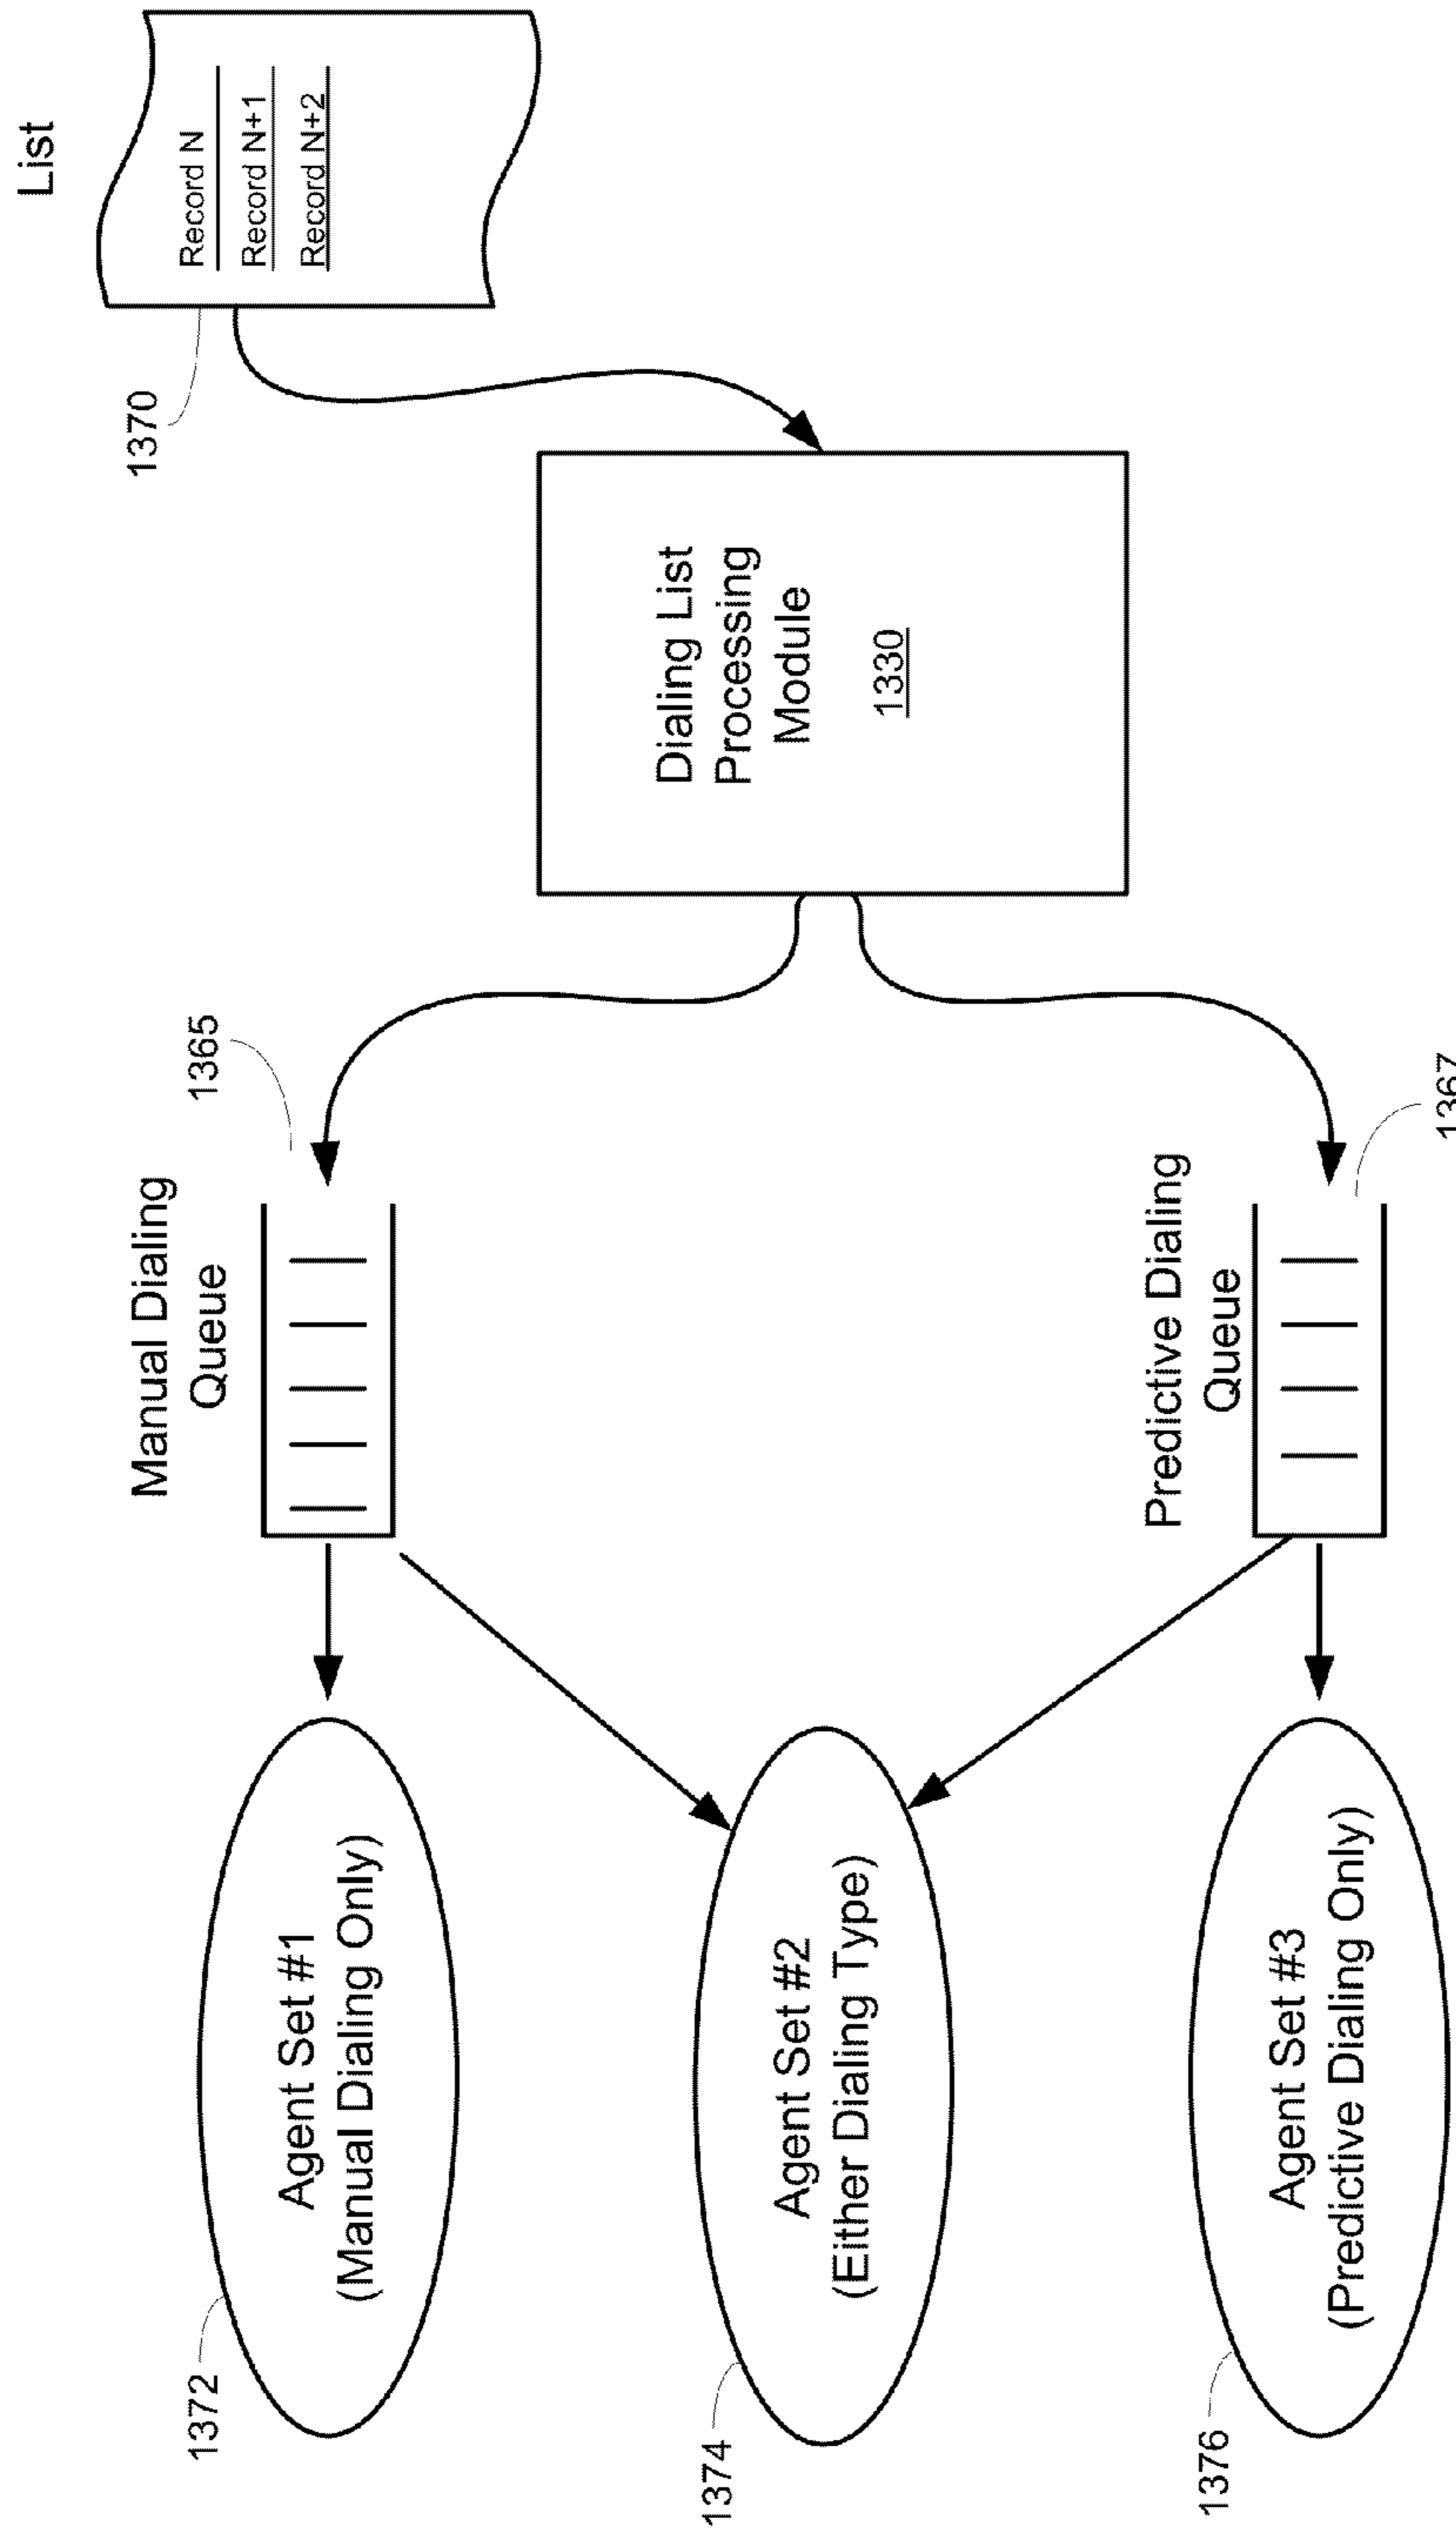 List
Record N
Record N+1
Record N+2
1370
Dialing List
Processing
Module
1330
1365
Manual Dialing
Queue
1367
Predictive Dialing
Queue
Agent Set #1
(Manual Dialing Only)
1372
Agent Set #2
(Either Dialing Type)
1374
Agent Set #3
(Predictive Dialing Only)
1376